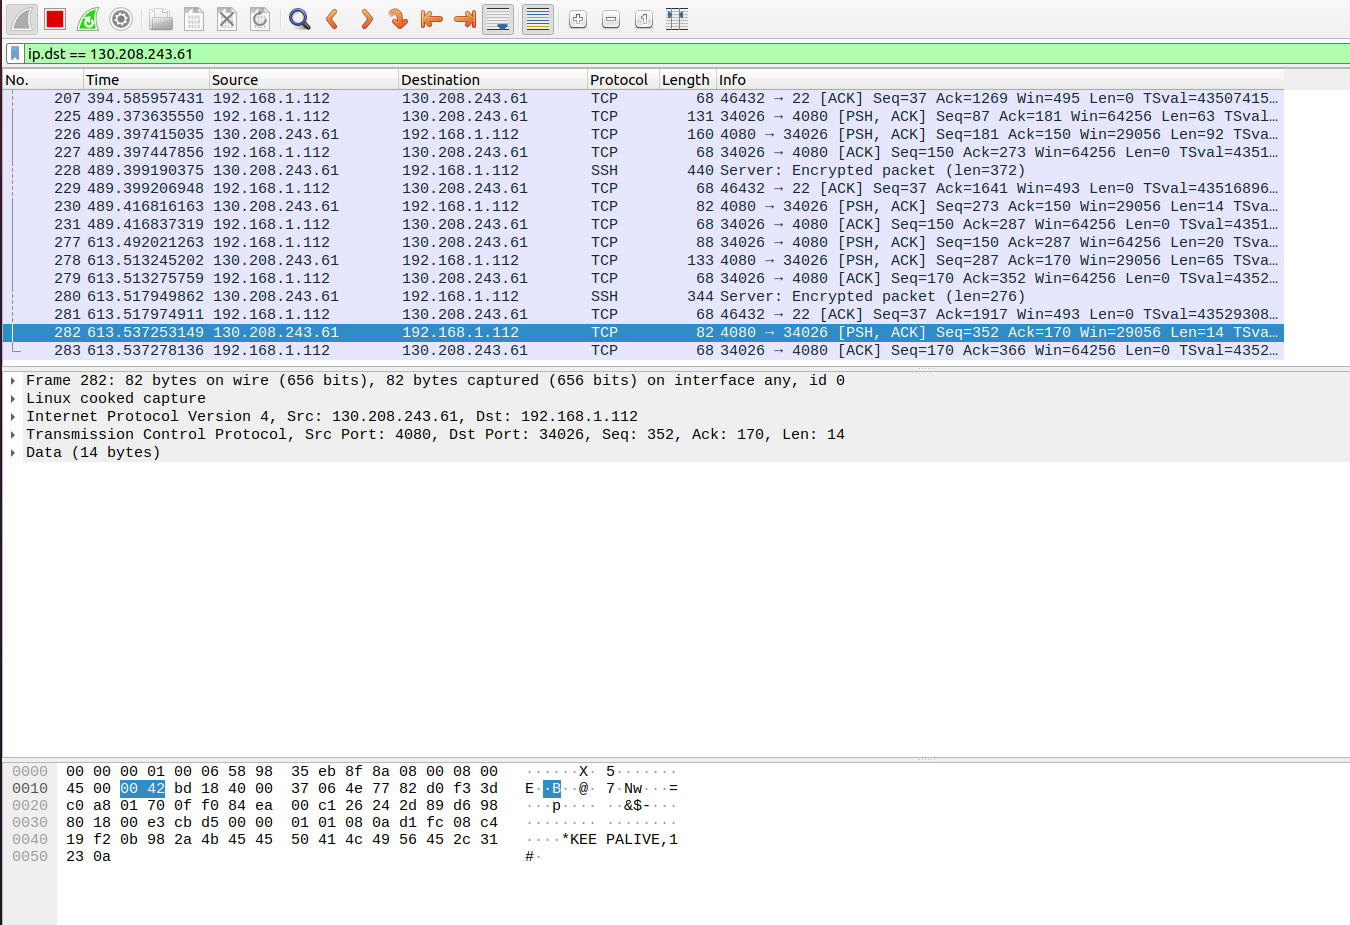 ip.dst == 130.208.243.61
No. Time Source Destination Protocol Length Info
207 394.585957431 192.168.1.112 130.208.243.61 TCP 68 46432 → 22 [ACK] Seq=37 Ack=1269 Win=495 Len=0 TSval=43507415…
225 489.373635550 192.168.1.112 130.208.243.61 TCP 131 34026 → 4080 [PSH, ACK] Seq=87 Ack=181 Win=64256 Len=63 TSval…
226 489.397415035 130.208.243.61 192.168.1.112 TCP 160 4080 → 34026 [PSH, ACK] Seq=181 Ack=150 Win=29056 Len=92 TSva…
227 489.397447856 192.168.1.112 130.208.243.61 TCP 68 34026 → 4080 [ACK] Seq=150 Ack=273 Win=64256 Len=0 TSval=4351…
228 489.399190375 130.208.243.61 192.168.1.112 SSH 440 Server: Encrypted packet (len=372)
229 489.399206948 192.168.1.112 130.208.243.61 TCP 68 46432 → 22 [ACK] Seq=37 Ack=1641 Win=493 Len=0 TSval=43516896…
230 489.416816163 130.208.243.61 192.168.1.112 TCP 82 4080 → 34026 [PSH, ACK] Seq=273 Ack=150 Win=29056 Len=14 TSva…
231 489.416837319 192.168.1.112 130.208.243.61 TCP 68 34026 → 4080 [ACK] Seq=150 Ack=287 Win=64256 Len=0 TSval=4351…
277 613.492021263 192.168.1.112 130.208.243.61 TCP 88 34026 → 4080 [PSH, ACK] Seq=150 Ack=287 Win=64256 Len=20 TSva…
278 613.513245202 130.208.243.61 192.168.1.112 TCP 133 4080 → 34026 [PSH, ACK] Seq=287 Ack=170 Win=29056 Len=65 TSva…
279 613.513275759 192.168.1.112 130.208.243.61 TCP 68 34026 → 4080 [ACK] Seq=170 Ack=352 Win=64256 Len=0 TSval=4352…
280 613.517949862 130.208.243.61 192.168.1.112 SSH 344 Server: Encrypted packet (len=276)
281 613.517974911 192.168.1.112 130.208.243.61 TCP 68 46432 → 22 [ACK] Seq=37 Ack=1917 Win=493 Len=0 TSval=43529308…
282 613.537253149 130.208.243.61 192.168.1.112 TCP 82 4080 → 34026 [PSH, ACK] Seq=352 Ack=170 Win=29056 Len=14 TSva…
283 613.537278136 192.168.1.112 130.208.243.61 TCP 68 34026 → 4080 [ACK] Seq=170 Ack=366 Win=64256 Len=0 TSval=4352…
Frame 282: 82 bytes on wire (656 bits), 82 bytes captured (656 bits) on interface any, id 0
Linux cooked capture
Internet Protocol Version 4, Src: 130.208.243.61, Dst: 192.168.1.112
Transmission Control Protocol, Src Port: 4080, Dst Port: 34026, Seq: 352, Ack: 170, Len: 14
Data (14 bytes)
0000 00 00 00 01 00 06 58 98 35 eb 8f 8a 08 00 08 00 ······X· 5·······
0010 45 00 00 42 bd 18 40 00 37 06 4e 77 82 d0 f3 3d E··B··@· 7·Nw···=
0020 c0 a8 01 70 0f f0 84 ea 00 c1 26 24 2d 89 d6 98 ···p···· ··&$-···
0030 80 18 00 e3 cb d5 00 00 01 01 08 0a d1 fc 08 c4 ········ ········
0040 19 f2 0b 98 2a 4b 45 45 50 41 4c 49 56 45 2c 31 ····*KEE PALIVE,1
0050 23 0a #·